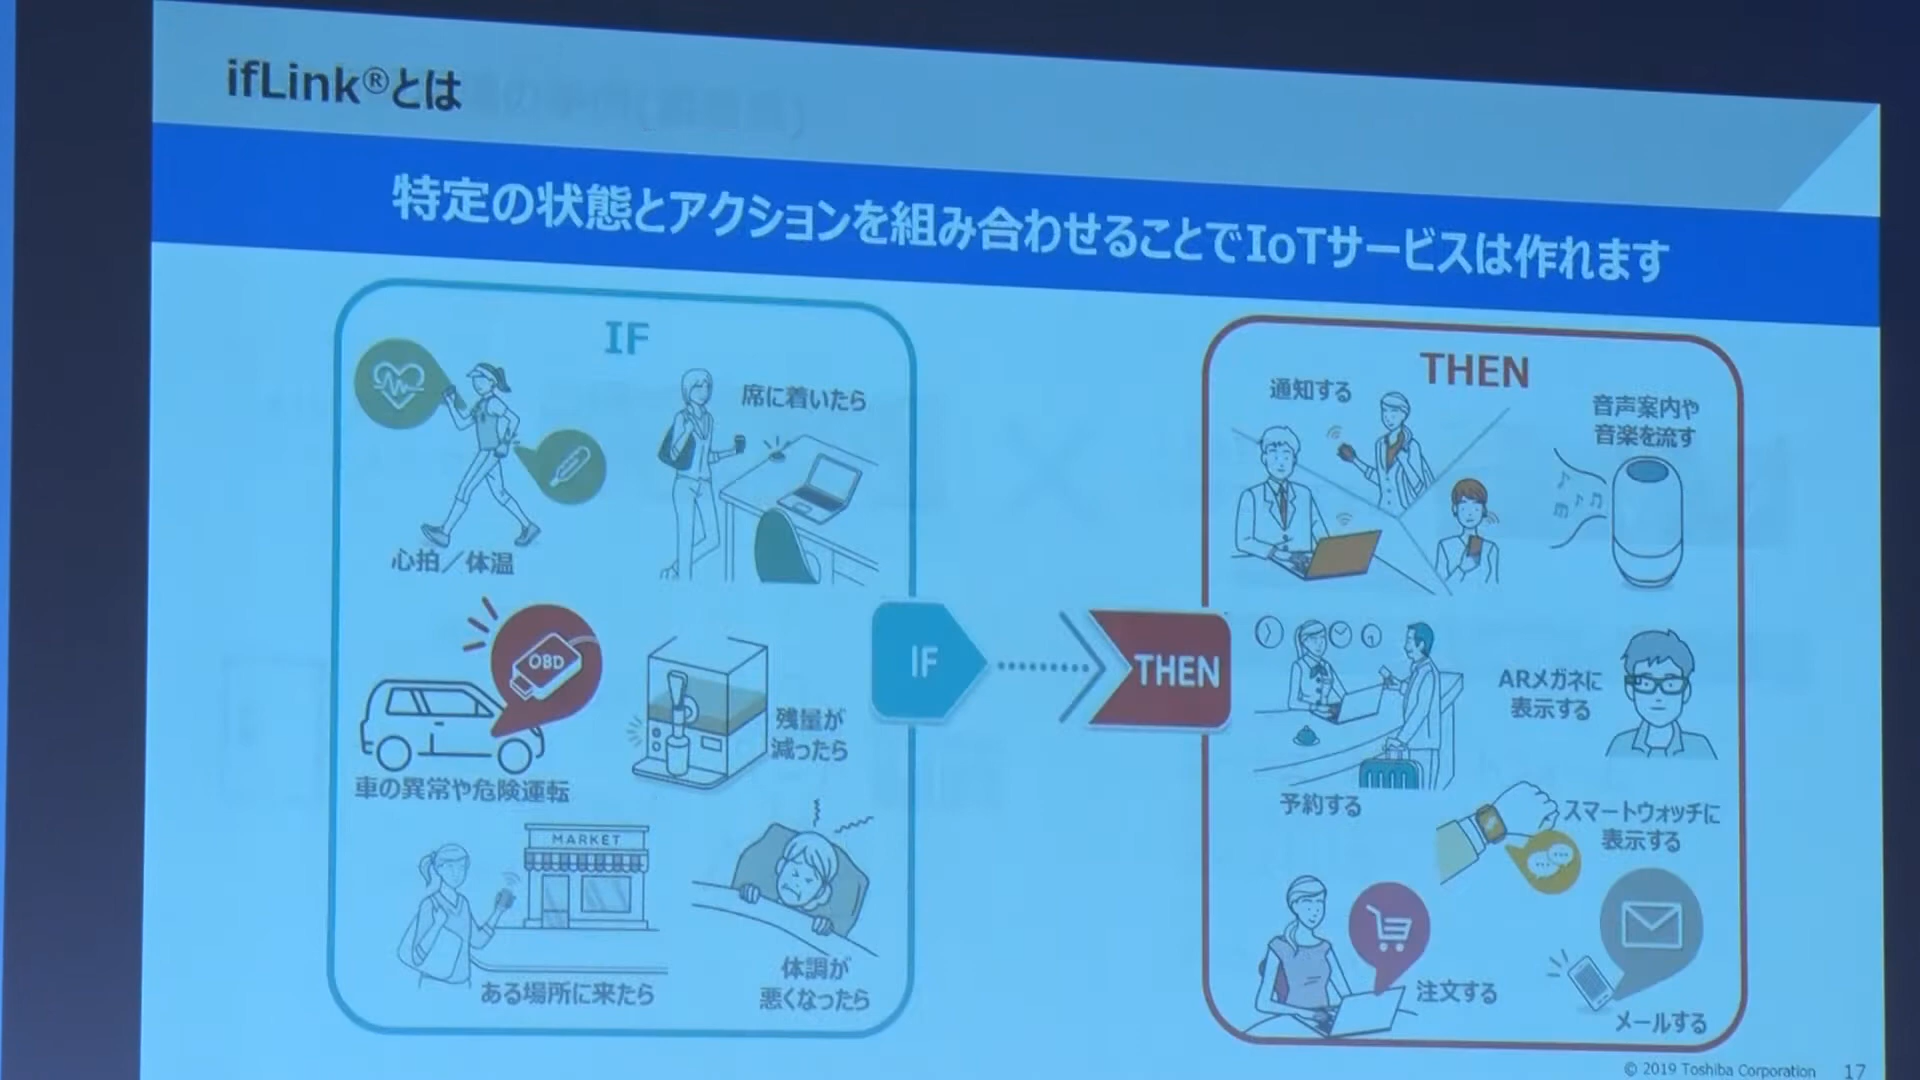 ifLink®とは
特定の状態とアクションを組み合わせることでIoTサービスは作れます
IF
心拍／体温
席に着いたら
OBD
車の異常や危険運転
残量が
減ったら
MARKET
ある場所に来たら
体調が
悪くなったら
IF
THEN
THEN
通知する
音声案内や
音楽を流す
予約する
ARメガネに
表示する
スマートウォッチに
表示する
注文する
メールする
© 2019 Toshiba Corporation
17